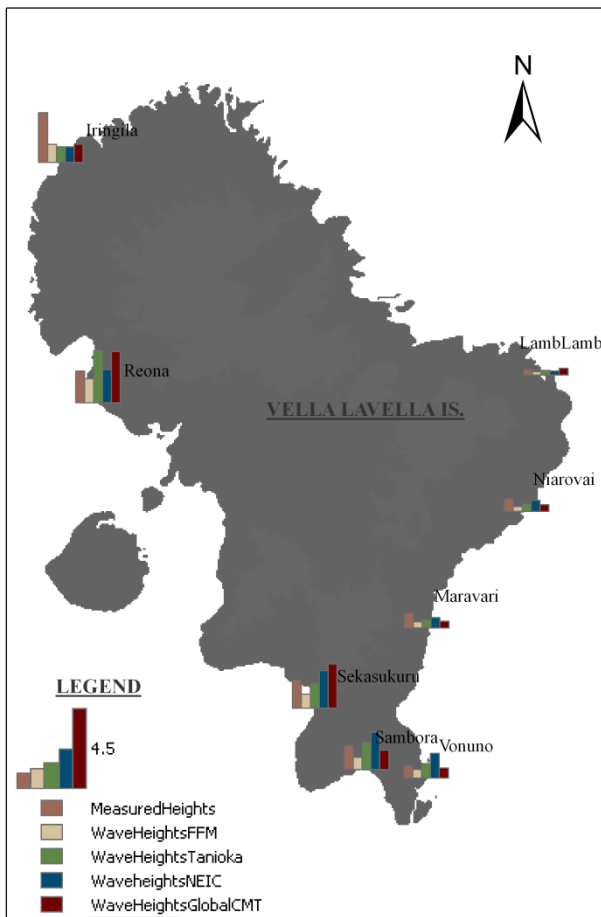 N
Iringila
LambLamb
Reona
VELLA LAVELLA IS.
Niarovai
Maravari
Sekasukuru
LEGEND
Sambora
Vonuno
4.5
MeasuredHeights
WaveHeightsFFM
WaveHeightsTanioka
WaveheightsNEIC
WaveHeightsGlobalCMT